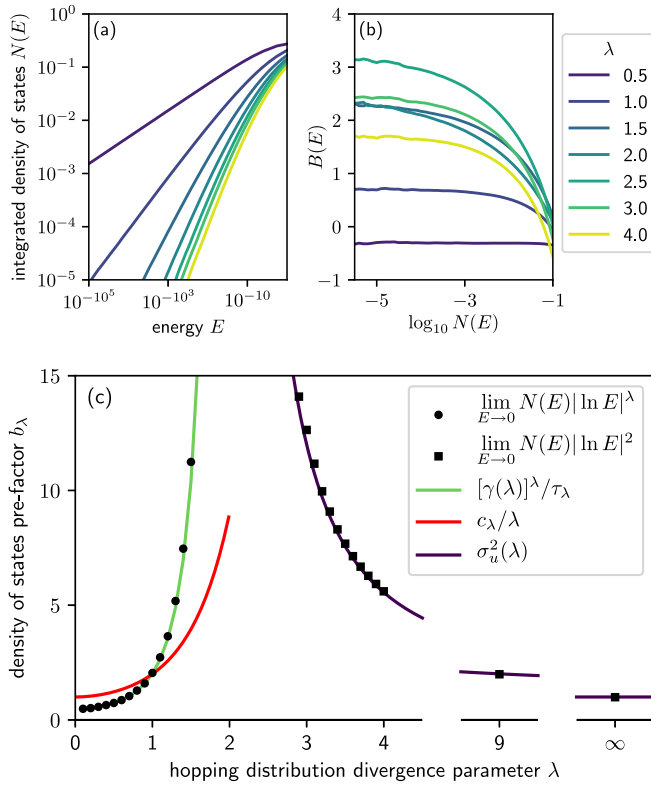 (a)
integrated density of states N(E)
10^0
10^−1
10^−2
10^−3
10^−4
10^−5
10^−10^5
10^−10^3
10^−10
energy E
(b)
B(E)
4
3
2
1
0
−1
−5
−3
−1
log10 N(E)
λ
0.5
1.0
1.5
2.0
2.5
3.0
4.0
(c)
density of states pre-factor bλ
15
10
5
0
0
1
2
3
4
9
∞
hopping distribution divergence parameter λ
lim E→0 N(E)| ln E|^λ
lim E→0 N(E)| ln E|^2
[γ(λ)]^λ/τλ
cλ/λ
σu^2(λ)